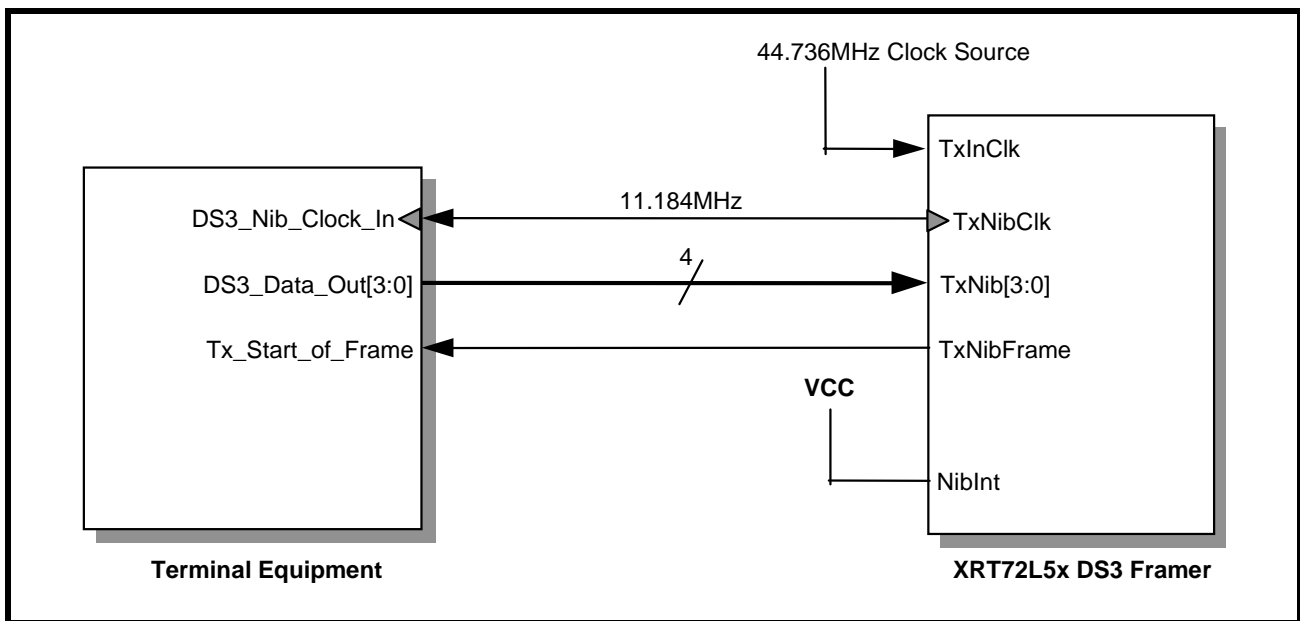 44.736MHz Clock Source
TxInClk
11.184MHz
DS3_Nib_Clock_In
TxNibClk
4
DS3_Data_Out[3:0]
TxNib[3:0]
Tx_Start_of_Frame
TxNibFrame
VCC
NibInt
Terminal Equipment
XRT72L5x DS3 Framer